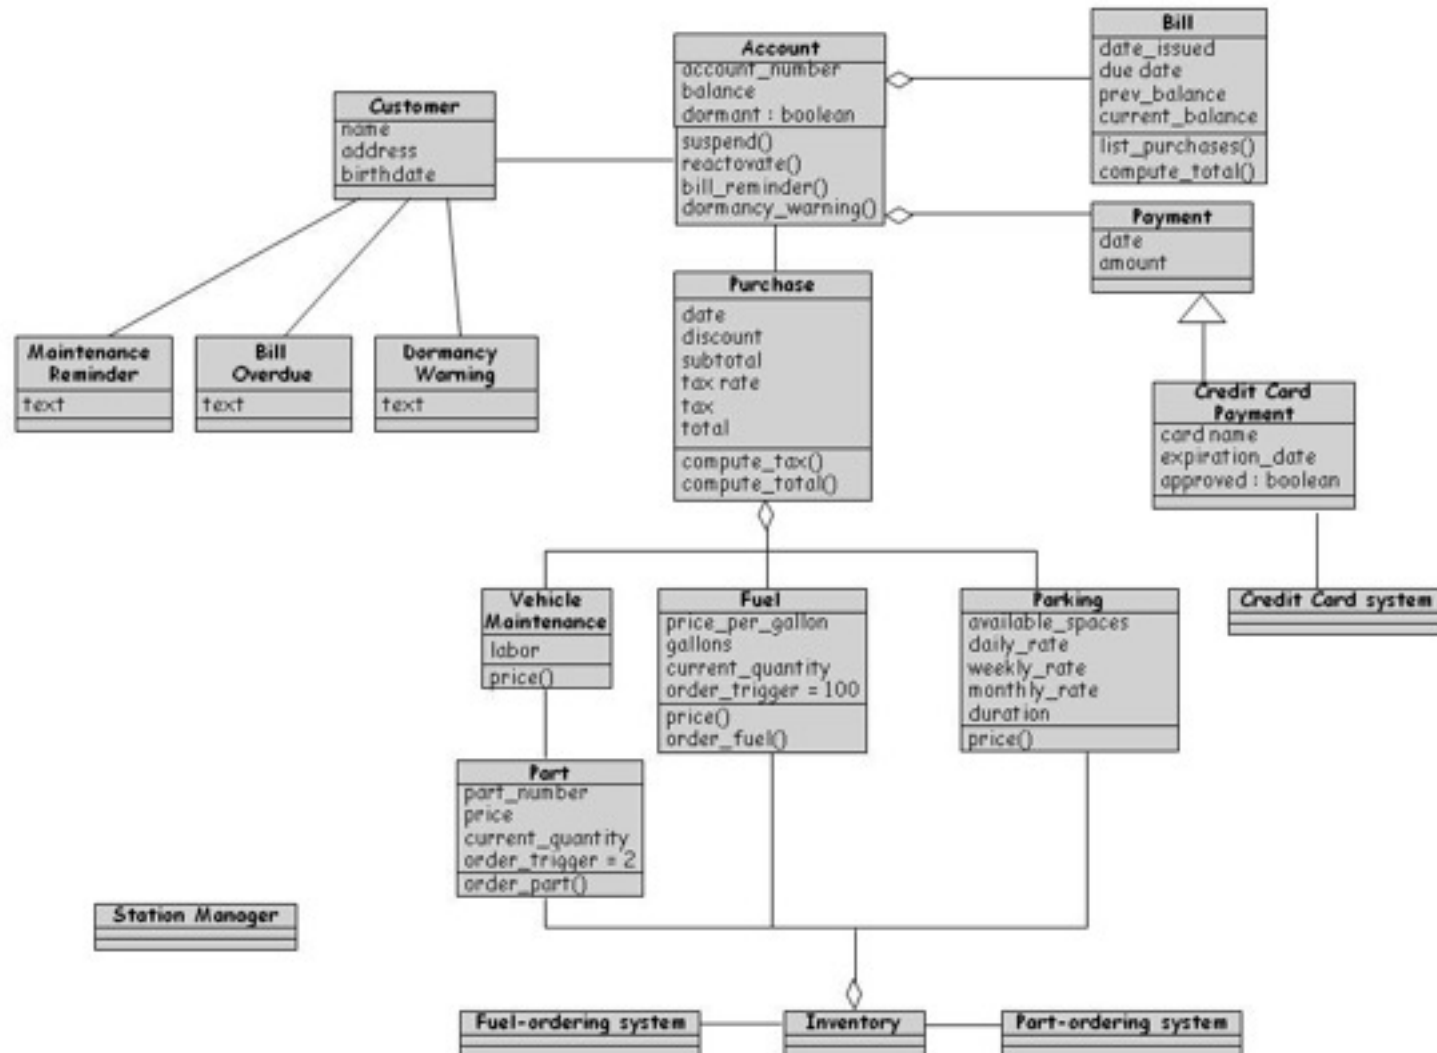 Bill
date_issued
due date
prev_balance
current_balance
list_purchases()
compute_total()
Account
account_number
balance
dormant : boolean
suspend()
reactovate()
bill_reminder()
dormancy_warning()
Customer
name
address
birthdate
Payment
date
amount
Purchase
date
discount
subtotal
tax rate
tax
total
compute_tax()
compute_total()
Maintenance
Reminder
text
Bill
Overdue
text
Dormancy
Warning
text
Credit Card
Payment
card name
expiration_date
approved : boolean
Credit Card system
Vehicle
Maintenance
labor
price()
Fuel
price_per_gallon
gallons
current_quantity
order_trigger = 100
price()
order_fuel()
Parking
available_spaces
daily_rate
weekly_rate
monthly_rate
duration
price()
Part
part_number
price
current_quantity
order_trigger = 2
order_part()
Station Manager
Fuel-ordering system
Inventory
Part-ordering system